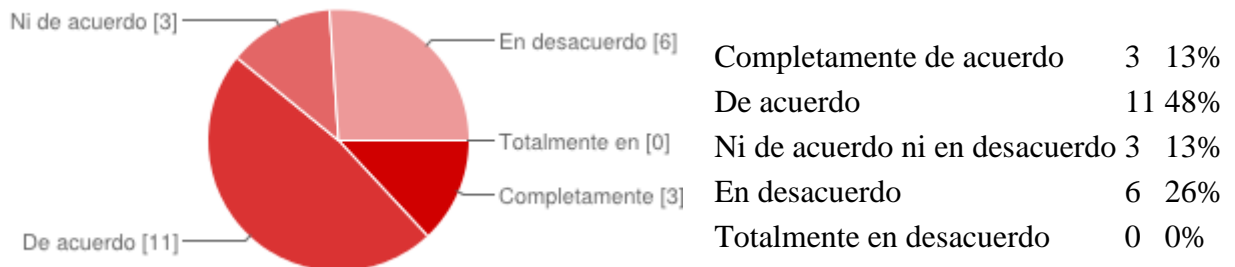 Ni de acuerdo [3]
En desacuerdo [6]
Totalmente en [0]
Completamente [3]
De acuerdo [11]
Completamente de acuerdo 3 13%
De acuerdo 11 48%
Ni de acuerdo ni en desacuerdo 3 13%
En desacuerdo 6 26%
Totalmente en desacuerdo 0 0%